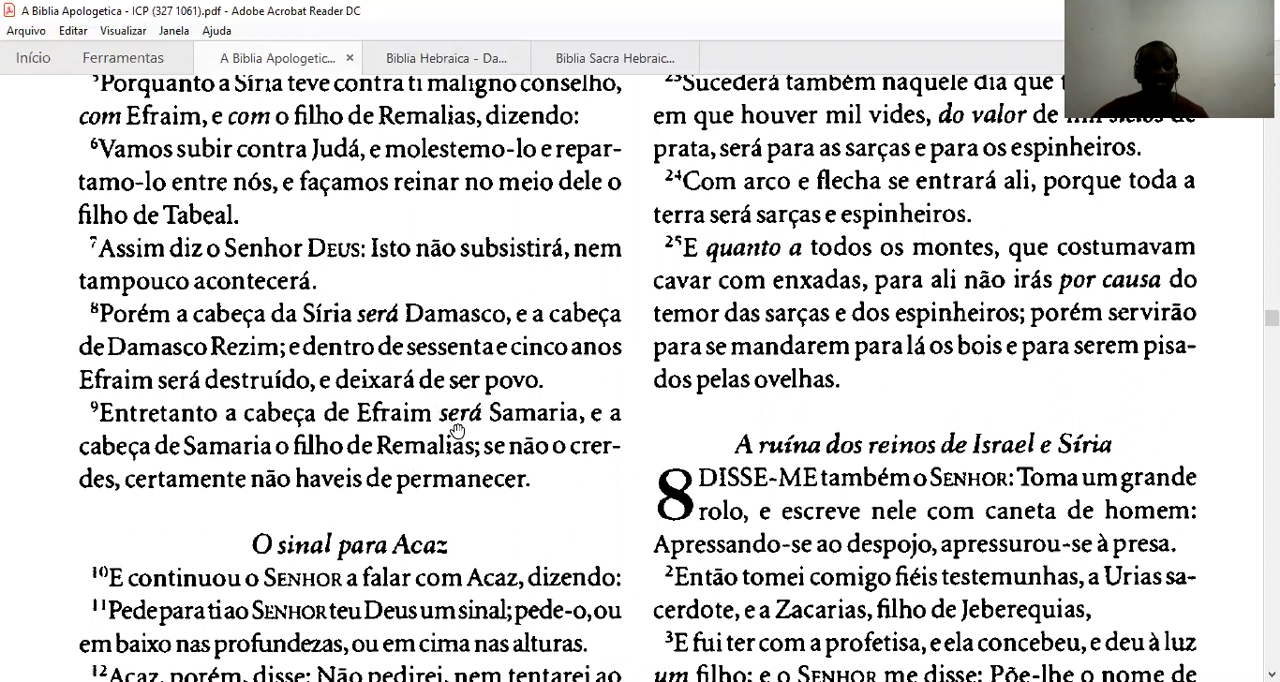 A Biblia Apologetica - ICP (327 1061).pdf - Adobe Acrobat Reader DC
Arquivo Editar Visualizar Janela Ajuda
Início Ferramentas A Biblia Apologetic... × Biblia Hebraica - Da... Biblia Sacra Hebraic...
⁵Porquanto a Síria teve contra ti maligno conselho,
com Efraim, e com o filho de Remalias, dizendo:
⁶Vamos subir contra Judá, e molestemo-lo e repar-
tamo-lo entre nós, e façamos reinar no meio dele o
filho de Tabeal.
⁷Assim diz o Senhor DEUS: Isto não subsistirá, nem
tampouco acontecerá.
⁸Porém a cabeça da Síria será Damasco, e a cabeça
de Damasco Rezim; e dentro de sessenta e cinco anos
Efraim será destruído, e deixará de ser povo.
⁹Entretanto a cabeça de Efraim será Samaria, e a
cabeça de Samaria o filho de Remalias; se não o crer-
des, certamente não haveis de permanecer.
O sinal para Acaz
¹⁰E continuou o SENHOR a falar com Acaz, dizendo:
¹¹Pede para ti ao SENHOR teu Deus um sinal; pede-o, ou
em baixo nas profundezas, ou em cima nas alturas.
¹²Acaz, porém, disse: Não pedirei, nem tentarei ao
²³Sucederá também naquele dia que
em que houver mil vides, do valor de mil siclos de
prata, será para as sarças e para os espinheiros.
²⁴Com arco e flecha se entrará ali, porque toda a
terra será sarças e espinheiros.
²⁵E quanto a todos os montes, que costumavam
cavar com enxadas, para ali não irás por causa do
temor das sarças e dos espinheiros; porém servirão
para se mandarem para lá os bois e para serem pisa-
dos pelas ovelhas.
A ruína dos reinos de Israel e Síria
8 DISSE-ME também o SENHOR: Toma um grande
rolo, e escreve nele com caneta de homem:
Apressando-se ao despojo, apressurou-se à presa.
²Então tomei comigo fiéis testemunhas, a Urias sa-
cerdote, e a Zacarias, filho de Jeberequias,
³E fui ter com a profetisa, e ela concebeu, e deu à luz
um filho; e o SENHOR me disse: Põe-lhe o nome de